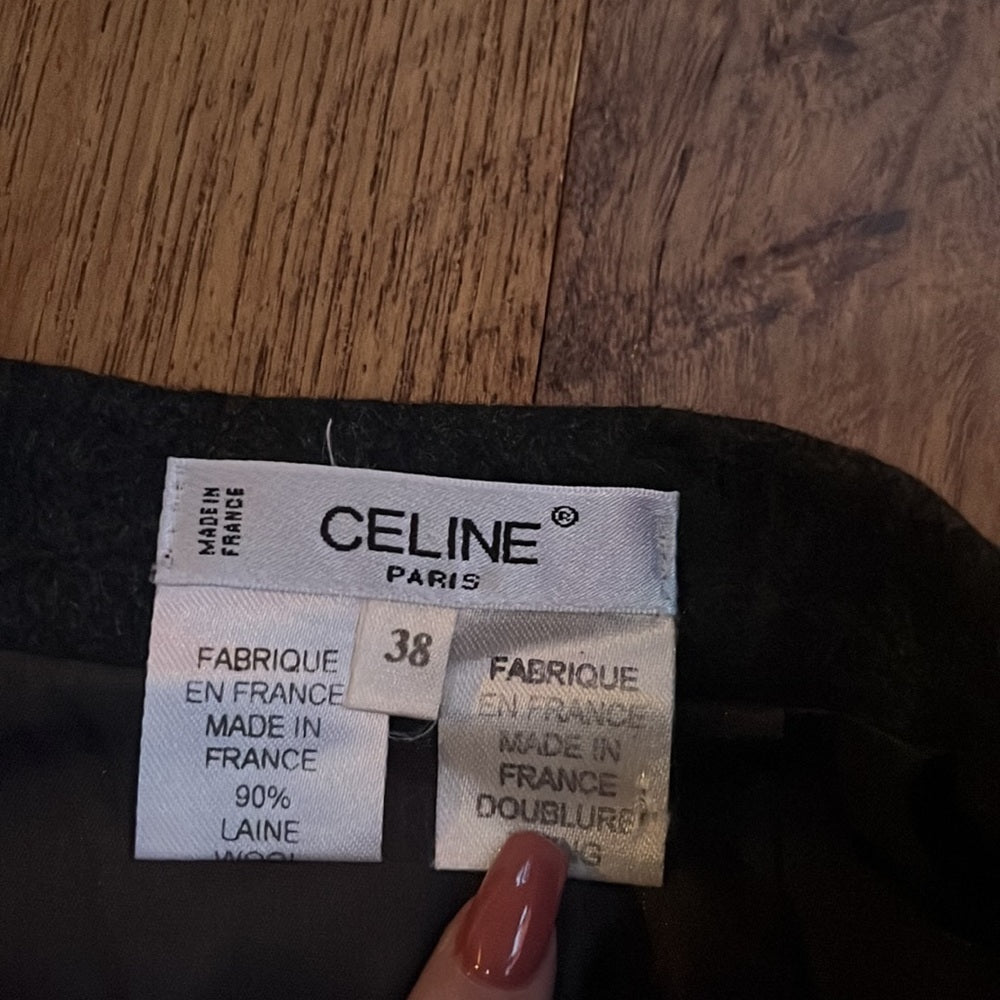 MADE IN
FRANCE
CELINE®
PARIS
38
FABRIQUE
EN FRANCE
MADE IN
FRANCE
90%
LAINE
WOOL
FABRIQUE
EN FRANCE
MADE IN
FRANCE
DOUBLURE